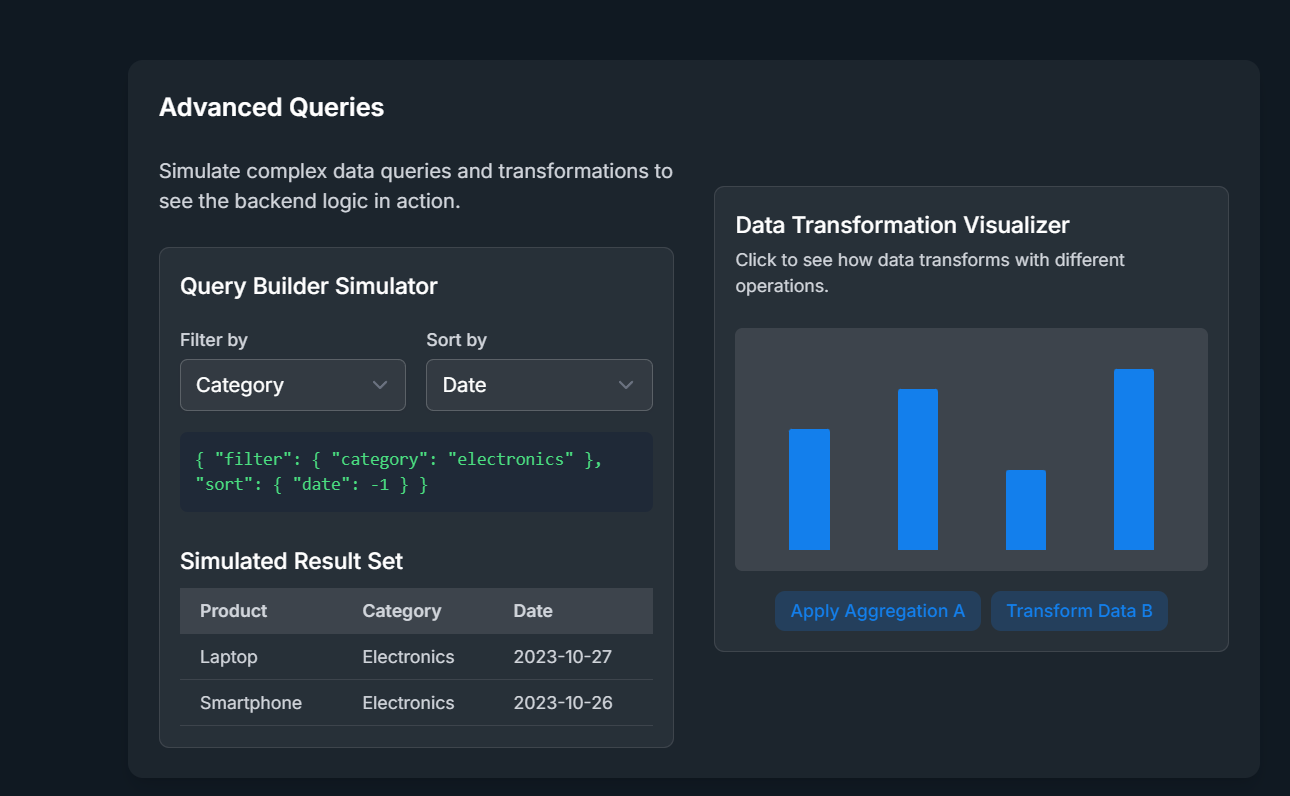 Advanced Queries
Simulate complex data queries and transformations to
see the backend logic in action.
Query Builder Simulator
Filter by
Sort by
Category
Date
{ "filter": { "category": "electronics" },
"sort": { "date": -1 } }
Simulated Result Set
Product Category Date
Laptop Electronics 2023-10-27
Smartphone Electronics 2023-10-26
Data Transformation Visualizer
Click to see how data transforms with different
operations.
Apply Aggregation A
Transform Data B